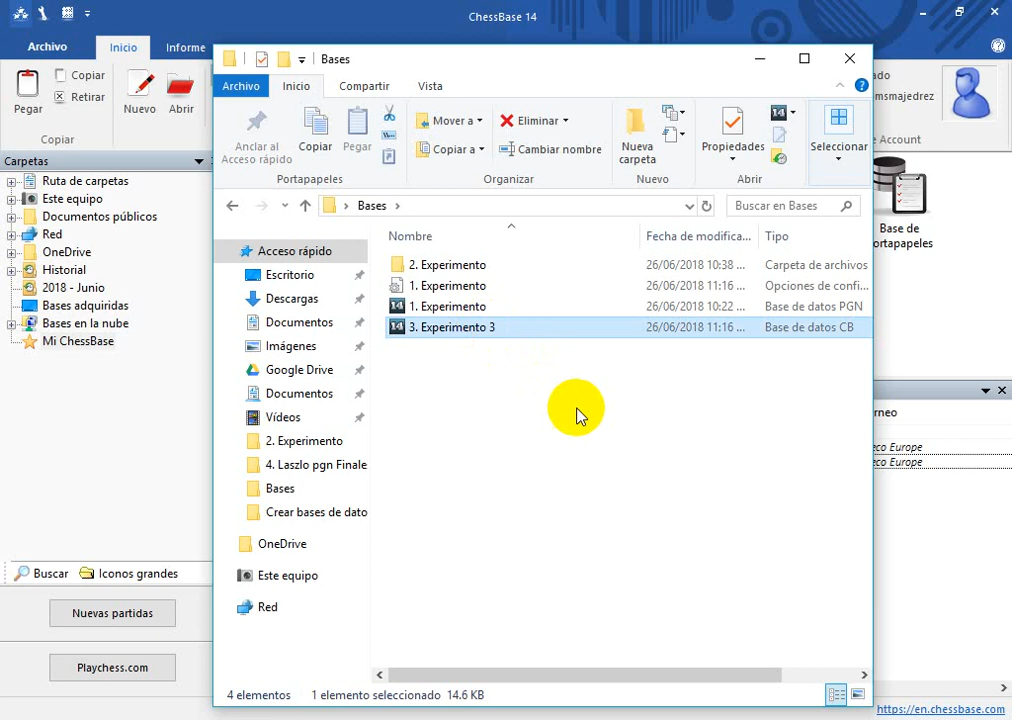 ChessBase 14
Archivo
Inicio
Informe
Pegar
Copiar
Retirar
Nuevo
Abrir
Copiar
ado
msmajedrez
e Account
Carpetas
Ruta de carpetas
Este equipo
Documentos públicos
Red
OneDrive
Historial
2018 - Junio
Bases adquiridas
Bases en la nube
Mi ChessBase
Buscar
Iconos grandes
Nuevas partidas
Playchess.com
Bases
Archivo
Inicio
Compartir
Vista
Anclar al
Acceso rápido
Copiar
Pegar
Portapapeles
Mover a
Copiar a
Eliminar
Cambiar nombre
Organizar
Nueva
carpeta
Nuevo
Propiedades
Abrir
Seleccionar
Bases
Buscar en Bases
Acceso rápido
Escritorio
Descargas
Documentos
Imágenes
Google Drive
Documentos
Vídeos
2. Experimento
4. Laszlo pgn Finale
Bases
Crear bases de dato
OneDrive
Este equipo
Red
Nombre
Fecha de modifica...
Tipo
2. Experimento 26/06/2018 10:38 ... Carpeta de archivos
1. Experimento 26/06/2018 11:16 ... Opciones de confi...
1. Experimento 26/06/2018 10:22 ... Base de datos PGN
3. Experimento 3 26/06/2018 11:16 ... Base de datos CB
4 elementos
1 elemento seleccionado 14.6 KB
Base de
ortapapeles
rneo
eco Europe
eco Europe
https://en.chessbase.com